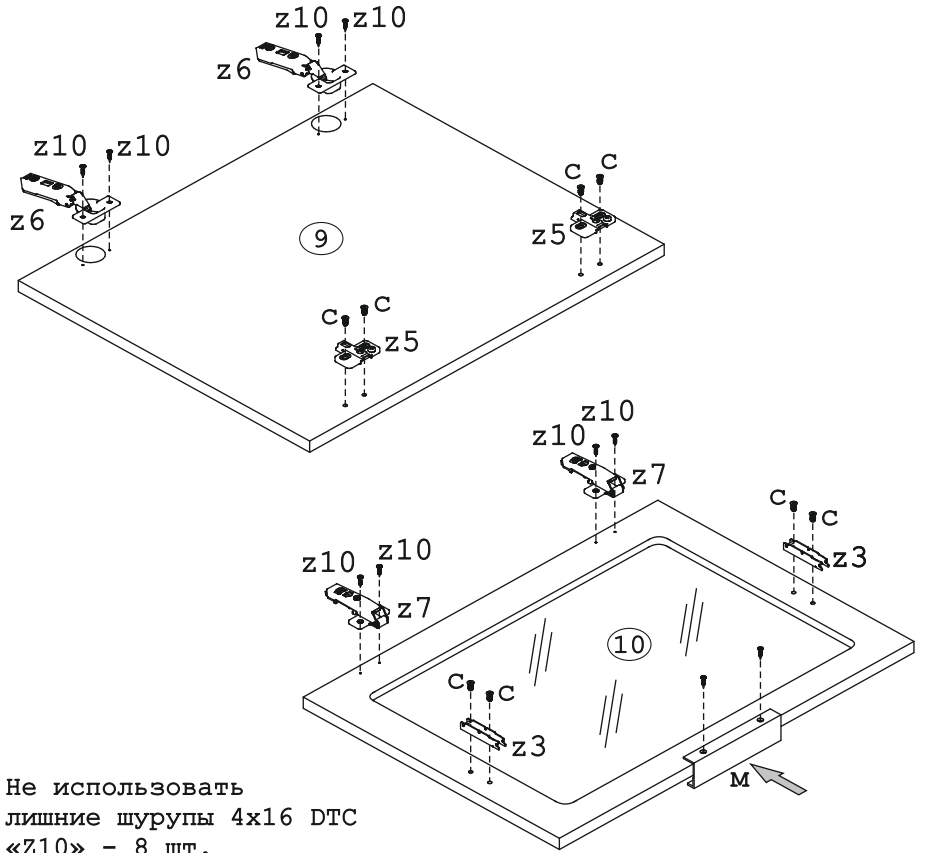 z10 z10
z6
z10 z10
z6
C C
z5
9
C C
z5
z10
z10
z7
C C
z3
z10 z10
z7
10
C C
z3
M
Не использовать
лишние шурупы 4x16 DTC
«Z10» - 8 шт.